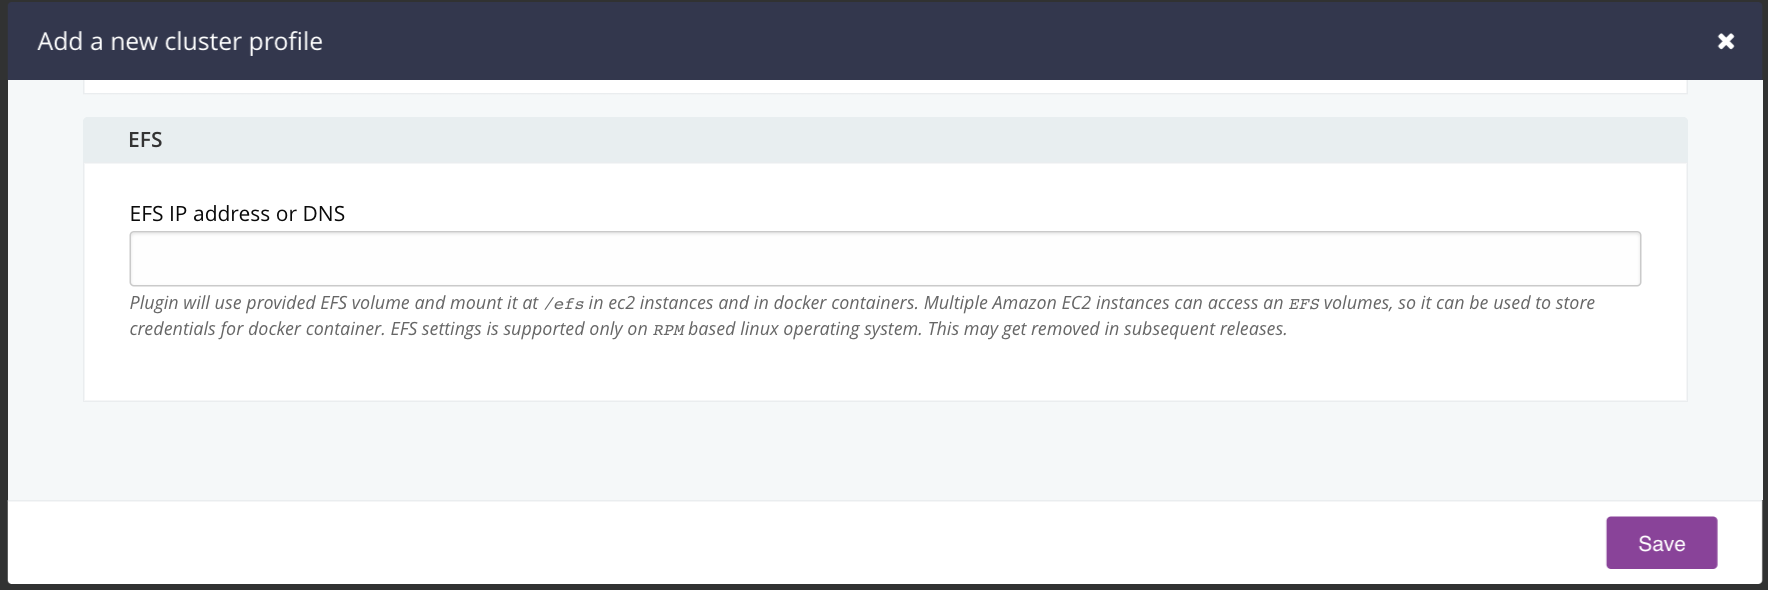 Add a new cluster profile
EFS
EFS IP address or DNS
Plugin will use provided EFS volume and mount it at /efs in ec2 instances and in docker containers. Multiple Amazon EC2 instances can access an EFS volumes, so it can be used to store
credentials for docker container. EFS settings is supported only on RPM based linux operating system. This may get removed in subsequent releases.
Save